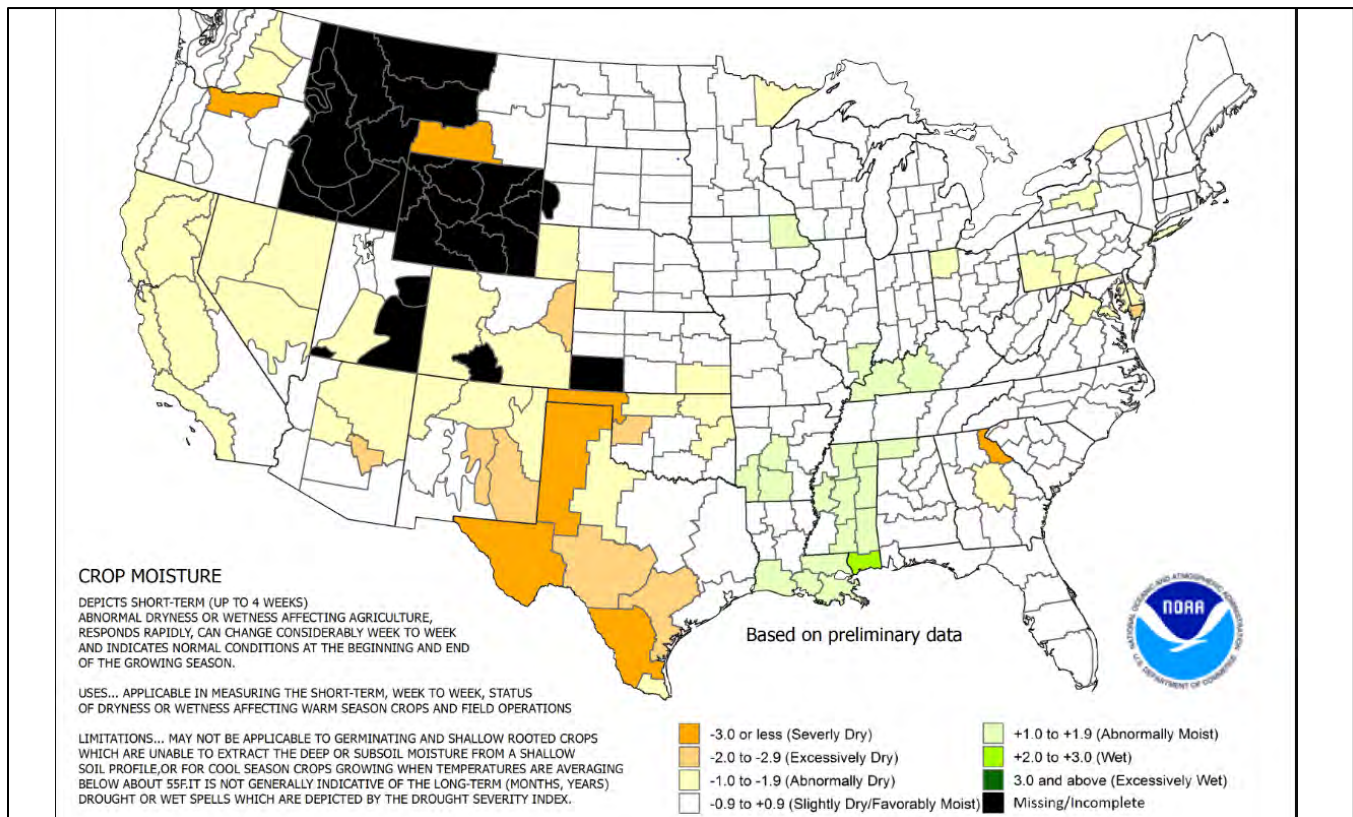 CROP MOISTURE
DEPICTS SHORT-TERM (UP TO 4 WEEKS)
ABNORMAL DRYNESS OR WETNESS AFFECTING AGRICULTURE,
RESPONDS RAPIDLY, CAN CHANGE CONSIDERABLY WEEK TO WEEK
AND INDICATES NORMAL CONDITIONS AT THE BEGINNING AND END
OF THE GROWING SEASON.
USES... APPLICABLE IN MEASURING THE SHORT-TERM, WEEK TO WEEK, STATUS
OF DRYNESS OR WETNESS AFFECTING WARM SEASON CROPS AND FIELD OPERATIONS
LIMITATIONS... MAY NOT BE APPLICABLE TO GERMINATING AND SHALLOW ROOTED CROPS
WHICH ARE UNABLE TO EXTRACT THE DEEP OR SUBSOIL MOISTURE FROM A SHALLOW
SOIL PROFILE,OR FOR COOL SEASON CROPS GROWING WHEN TEMPERATURES ARE AVERAGING
BELOW ABOUT 55F.IT IS NOT GENERALLY INDICATIVE OF THE LONG-TERM (MONTHS, YEARS)
DROUGHT OR WET SPELLS WHICH ARE DEPICTED BY THE DROUGHT SEVERITY INDEX.
Based on preliminary data
NATIONAL OCEANIC AND ATMOSPHERIC ADMINISTRATION
NOAA
U.S. DEPARTMENT OF COMMERCE
-3.0 or less (Severly Dry)
-2.0 to -2.9 (Excessively Dry)
-1.0 to -1.9 (Abnormally Dry)
-0.9 to +0.9 (Slightly Dry/Favorably Moist)
+1.0 to +1.9 (Abnormally Moist)
+2.0 to +3.0 (Wet)
3.0 and above (Excessively Wet)
Missing/Incomplete